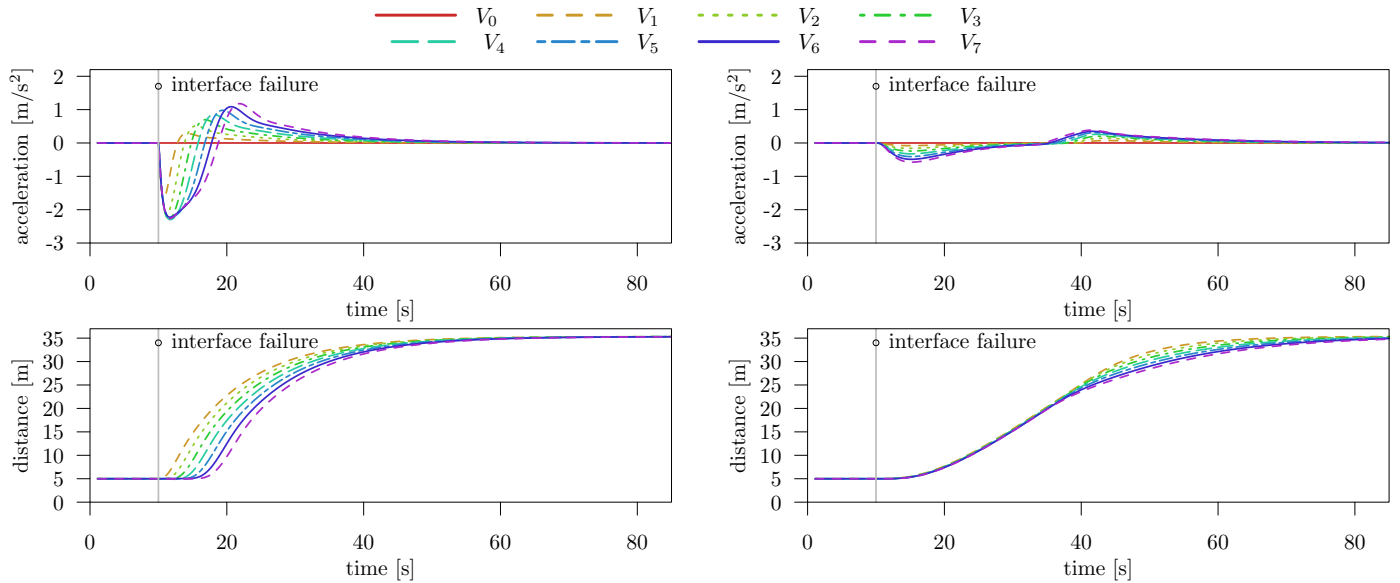 V₀ V₁ V₂ V₃
V₄ V₅ V₆ V₇
acceleration [m/s²]
2
1
0
-1
-2
-3
interface failure
0 20 40 60 80
time [s]
acceleration [m/s²]
2
1
0
-1
-2
-3
interface failure
0 20 40 60 80
time [s]
distance [m]
35
30
25
20
15
10
5
0
interface failure
0 20 40 60 80
time [s]
distance [m]
35
30
25
20
15
10
5
0
interface failure
0 20 40 60 80
time [s]